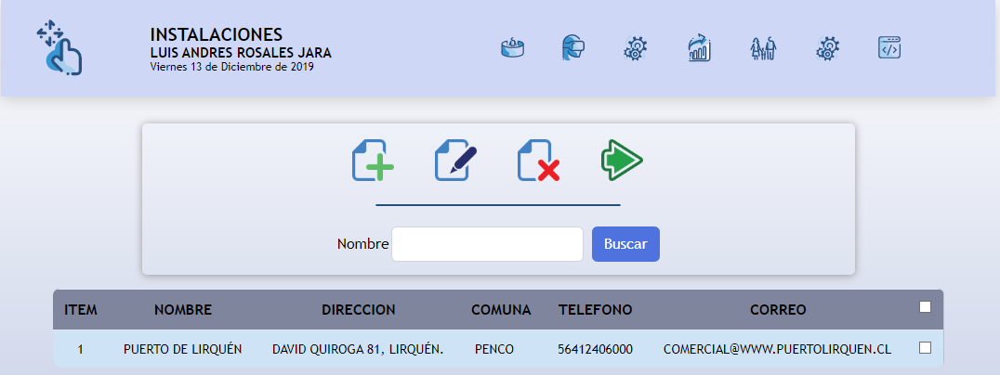 INSTALACIONES
LUIS ANDRES ROSALES JARA
Viernes 13 de Diciembre de 2019
Nombre Buscar
ITEM NOMBRE DIRECCION COMUNA TELEFONO CORREO
1 PUERTO DE LIRQUÉN DAVID QUIROGA 81, LIRQUÉN. PENCO 56412406000 COMERCIAL@WWW.PUERTOLIRQUEN.CL